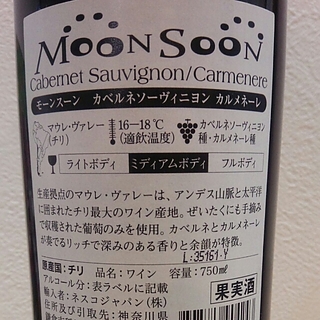 MOON SOON
Cabernet Sauvignon/Carmenere
モーンスーン カベルネソーヴィニヨン カルメネーレ
マウレ・ヴァレー
(チリ)
16-18℃
(適飲温度)
カベルネソーヴィニヨン
種・カルメネーレ種
ライトボディ ミディアムボディ フルボディ
生産拠点のマウレ・ヴァレーは、アンデス山脈と太平洋
に囲まれたチリ最大のワイン産地。ぜいたくにも手摘み
で収穫された葡萄のみを使用。カベルネとカルメネーレ
が奏でるリッチで深みのある香りと余韻が特徴。
L:35161-Y
原産国:チリ 品名:ワイン 容量:750㎖
アルコール分:表ラベルに記載
輸入者:ネスコジャパン(株)
住所及び引取先:神奈川県
果実酒